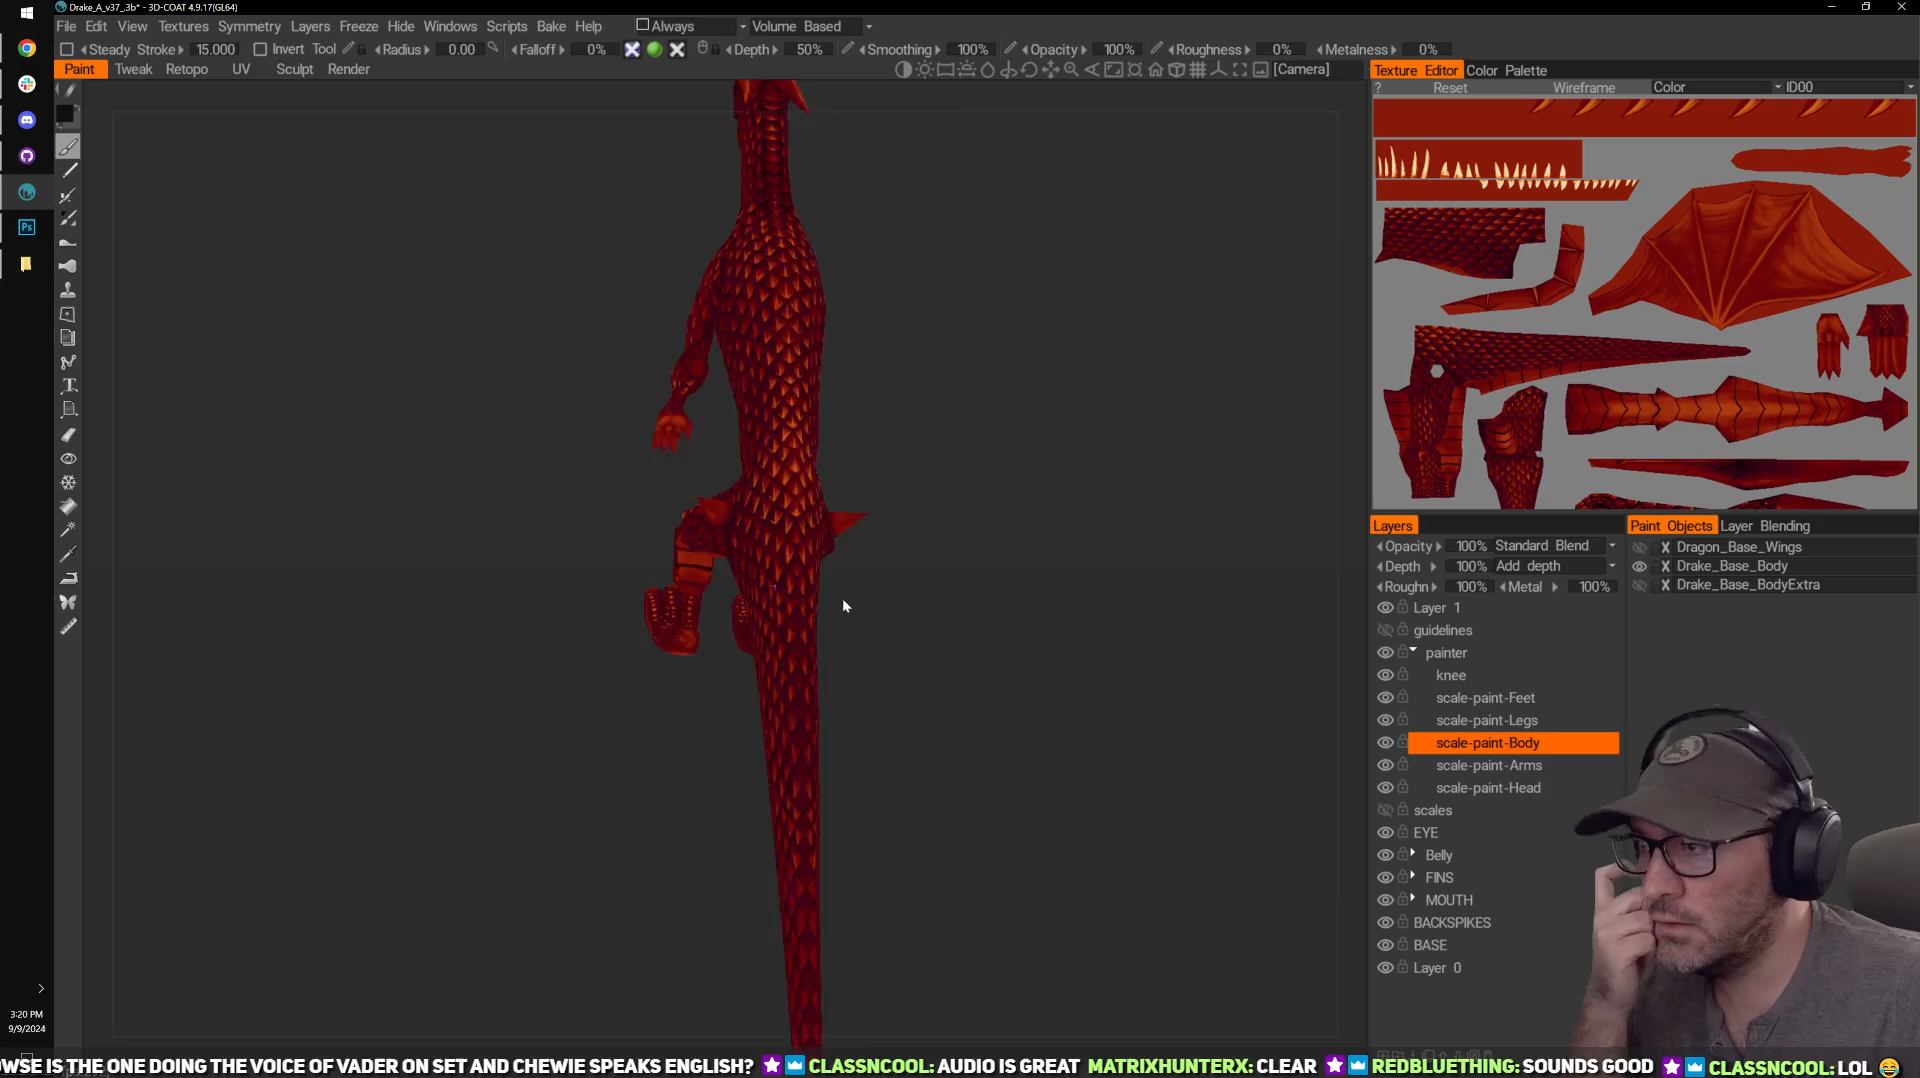 Drake_A_v37_.3b* - 3D-COAT 4.9.17(GL64)
File Edit View Textures Symmetry Layers Freeze Hide Windows Scripts Bake Help Always Volume Based
Steady Stroke 15.000 Invert Tool Radius 0.00 Falloff 0% Depth 50% Smoothing 100% Opacity 100% Roughness 0% Metalness 0%
Paint Tweak Retopo UV Sculpt Render [Camera]
Texture Editor Color Palette
? Reset Wireframe Color ID00
Layers
Paint Objects Layer Blending
Opacity 100% Standard Blend
Depth 100% Add depth
Roughn 100% Metal 100%
Dragon_Base_Wings
Drake_Base_Body
Drake_Base_BodyExtra
Layer 1
guidelines
painter
knee
scale-paint-Feet
scale-paint-Legs
scale-paint-Body
scale-paint-Arms
scale-paint-Head
scales
EYE
Belly
FINS
MOUTH
BACKSPIKES
BASE
Layer 0
Ps
3:20 PM
9/9/2024
OWSE IS THE ONE DOING THE VOICE OF VADER ON SET AND CHEWIE SPEAKS ENGLISH? CLASSNCOOL: AUDIO IS GREAT MATRIXHUNTERX: CLEAR REDBLUETHING: SOUNDS GOOD CLASSNCOOL: LOL